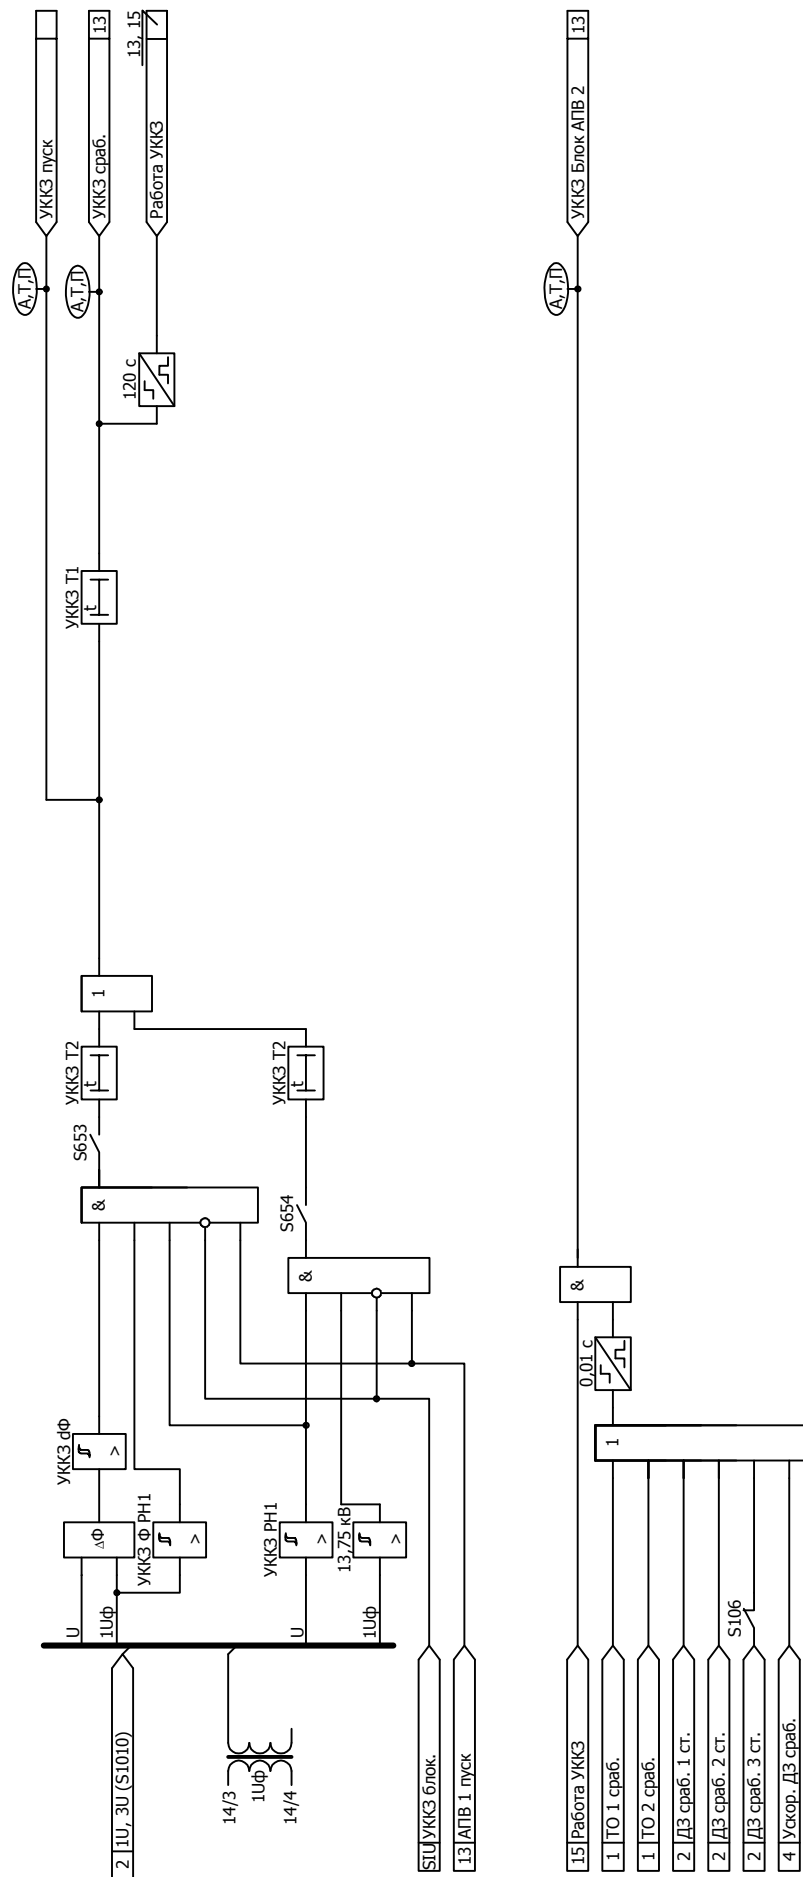 УККЗ пуск
13
УККЗ сраб.
13, 15
Работа УККЗ
А,Т,П
А,Т,П
120 с
УККЗ Т1
t
1
УККЗ Т2
t
УККЗ Т2
t
S653
&
S654
&
УККЗ dФ
>
ΔФ
УККЗ Ф РН1
>
УККЗ РН1
>
13,75 кВ
>
U
1Uф
U
1Uф
2 1U, 3U (S1010)
14/3
1Uф
14/4
SIU УККЗ блок.
13 АПВ 1 пуск
13
УККЗ Блок АПВ 2
А,Т,П
&
0,01 с
1
S106
15 Работа УККЗ
1 ТО 1 сраб.
1 ТО 2 сраб.
2 ДЗ сраб. 1 ст.
2 ДЗ сраб. 2 ст.
2 ДЗ сраб. 3 ст.
4 Ускор. ДЗ сраб.